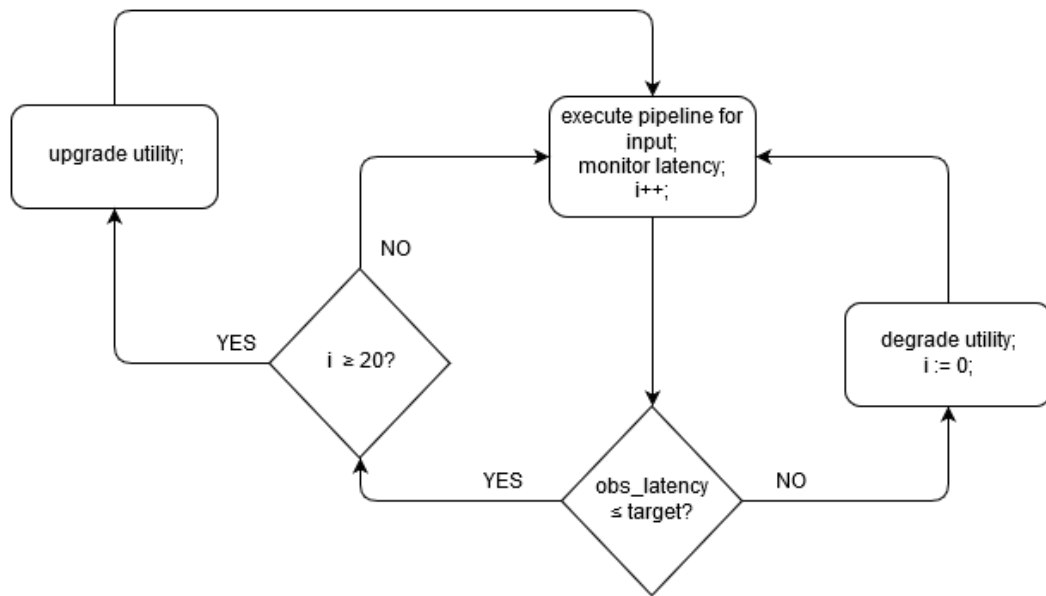 execute pipeline for
input;
monitor latency;
i++;
upgrade utility;
NO
YES
i ≥ 20?
degrade utility;
i := 0;
YES
NO
obs_latency
≤ target?